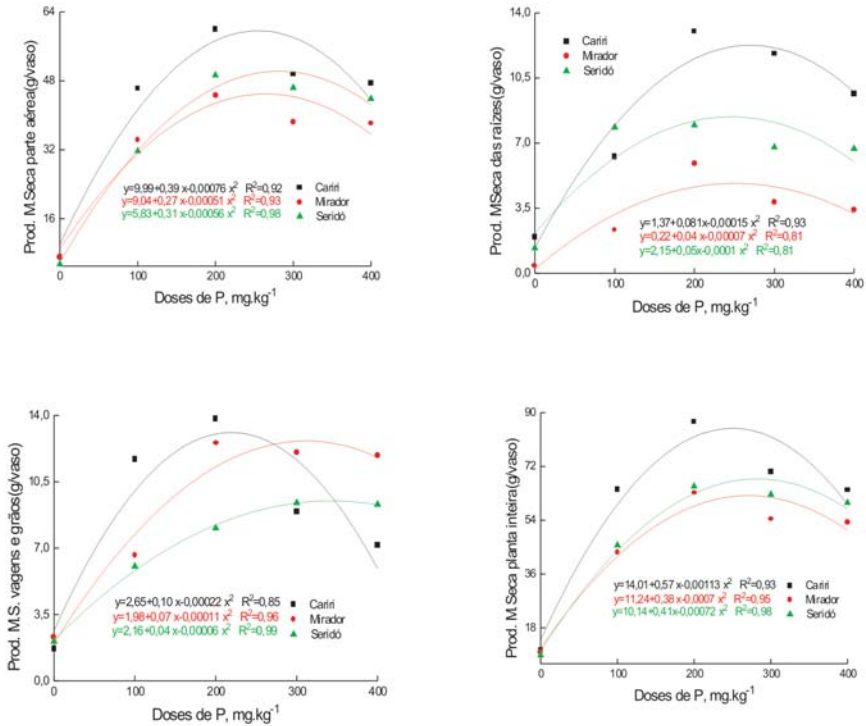 Prod. M.Seca parte aérea(g/vaso)
64
48
32
16
y=9,99+0,39 x-0,00076 x² R²=0,92
y=9,04+0,27 x-0,00051 x² R²=0,93
y=5,83+0,31 x-0,00056 x² R²=0,98
Cariri
Mirador
Seridó
0 100 200 300 400
Doses de P, mg.kg⁻¹
Prod. MSeca das raízes(g/vaso)
14,0
10,5
7,0
3,5
0,0
Cariri
Mirador
Seridó
y=1,37+0,081x-0,00015 x² R²=0,93
y=0,22+0,04 x-0,00007 x² R²=0,81
y=2,15+0,05x-0,0001 x² R²=0,81
0 100 200 300 400
Doses de P, mg.kg⁻¹
Prod. M.S. vagens e grãos(g/vaso)
14,0
10,5
7,0
3,5
0,0
y=2,65+0,10 x-0,00022 x² R²=0,85
y=1,98+0,07 x-0,00011 x² R²=0,96
y=2,16+0,04 x-0,00006 x² R²=0,99
Cariri
Mirador
Seridó
0 100 200 300 400
Doses de P, mg.kg⁻¹
Prod. M.Seca planta inteira(g/vaso)
90
72
54
36
18
y=14,01+0,57 x-0,00113 x² R²=0,93
y=11,24+0,38 x-0,0007 x² R²=0,95
y=10,14+0,41x-0,00072 x² R²=0,98
Cariri
Mirador
Seridó
0 100 200 300 400
Doses de P, mg.kg⁻¹